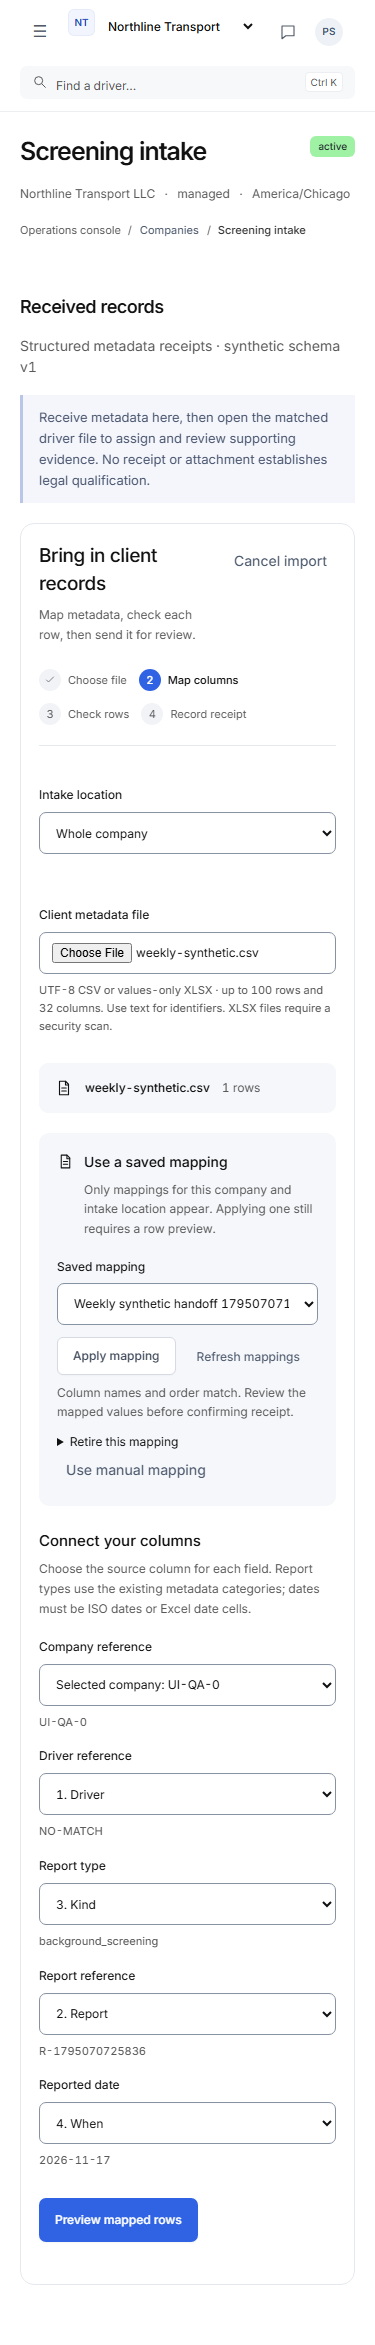 NT
Northline Transport
PS
Find a driver...
Ctrl K
Screening intake
active
Northline Transport LLC · managed · America/Chicago
Operations console / Companies / Screening intake
Received records
Structured metadata receipts · synthetic schema
v1
Receive metadata here, then open the matched
driver file to assign and review supporting
evidence. No receipt or attachment establishes
legal qualification.
Bring in client
records
Cancel import
Map metadata, check each
row, then send it for review.
Choose file
2 Map columns
3 Check rows
4 Record receipt
Intake location
Whole company
Client metadata file
Choose File weekly-synthetic.csv
UTF-8 CSV or values-only XLSX · up to 100 rows and
32 columns. Use text for identifiers. XLSX files require a
security scan.
weekly-synthetic.csv 1 rows
Use a saved mapping
Only mappings for this company and
intake location appear. Applying one still
requires a row preview.
Saved mapping
Weekly synthetic handoff 179507071
Apply mapping
Refresh mappings
Column names and order match. Review the
mapped values before confirming receipt.
Retire this mapping
Use manual mapping
Connect your columns
Choose the source column for each field. Report
types use the existing metadata categories; dates
must be ISO dates or Excel date cells.
Company reference
Selected company: UI-QA-0
UI-QA-0
Driver reference
1. Driver
NO-MATCH
Report type
3. Kind
background_screening
Report reference
2. Report
R-1795070725836
Reported date
4. When
2026-11-17
Preview mapped rows